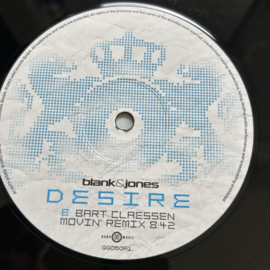 blank&jones
DESIRE
B. BART CLAESSEN
MOVIN' REMIX 8:42
GG050R1